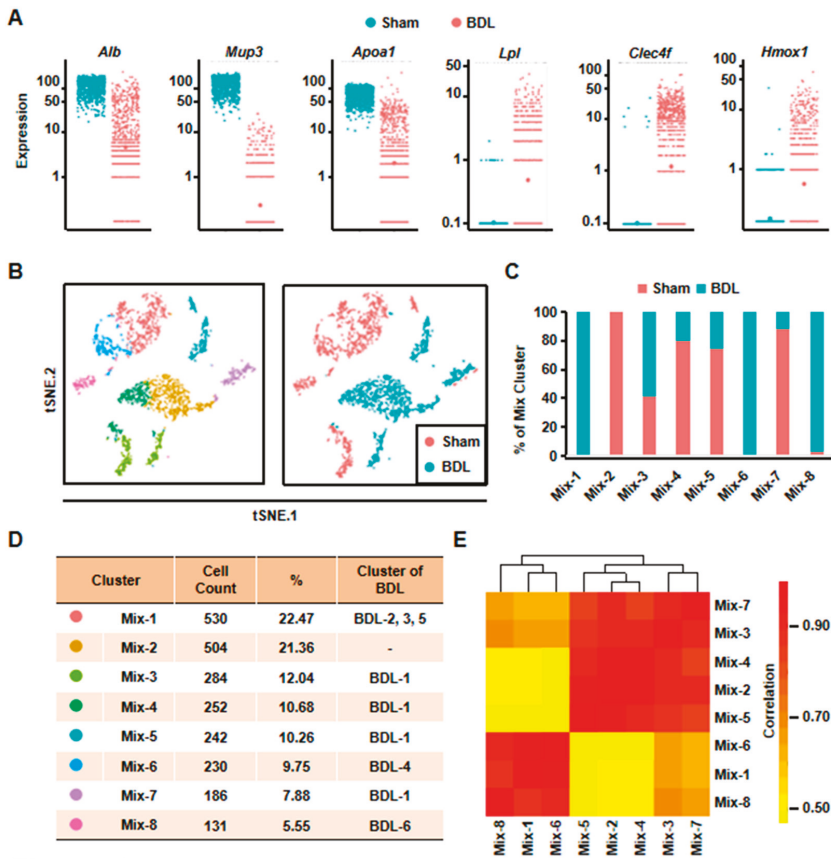 A
Sham BDL
Alb Mup3 Apoa1 Lpl Clec4f Hmox1
Expression
100
50
10
1
100
50
10
1
100
50
10
1
50
10
1
0.1
100
50
10
1
0.1
100
50
10
1
B
tSNE.2
Sham
BDL
tSNE.1
C
Sham BDL
% of Mix Cluster
100
80
60
40
20
0
Mix-1 Mix-2 Mix-3 Mix-4 Mix-5 Mix-6 Mix-7 Mix-8
D
Cluster Cell Count % Cluster of BDL
Mix-1 530 22.47 BDL-2, 3, 5
Mix-2 504 21.36 -
Mix-3 284 12.04 BDL-1
Mix-4 252 10.68 BDL-1
Mix-5 242 10.26 BDL-1
Mix-6 230 9.75 BDL-4
Mix-7 186 7.88 BDL-1
Mix-8 131 5.55 BDL-6
E
Mix-7
Mix-3
Mix-4
Mix-2
Mix-5
Mix-6
Mix-1
Mix-8
Mix-8 Mix-1 Mix-6 Mix-5 Mix-2 Mix-4 Mix-3 Mix-7
Correlation
0.90
0.70
0.50